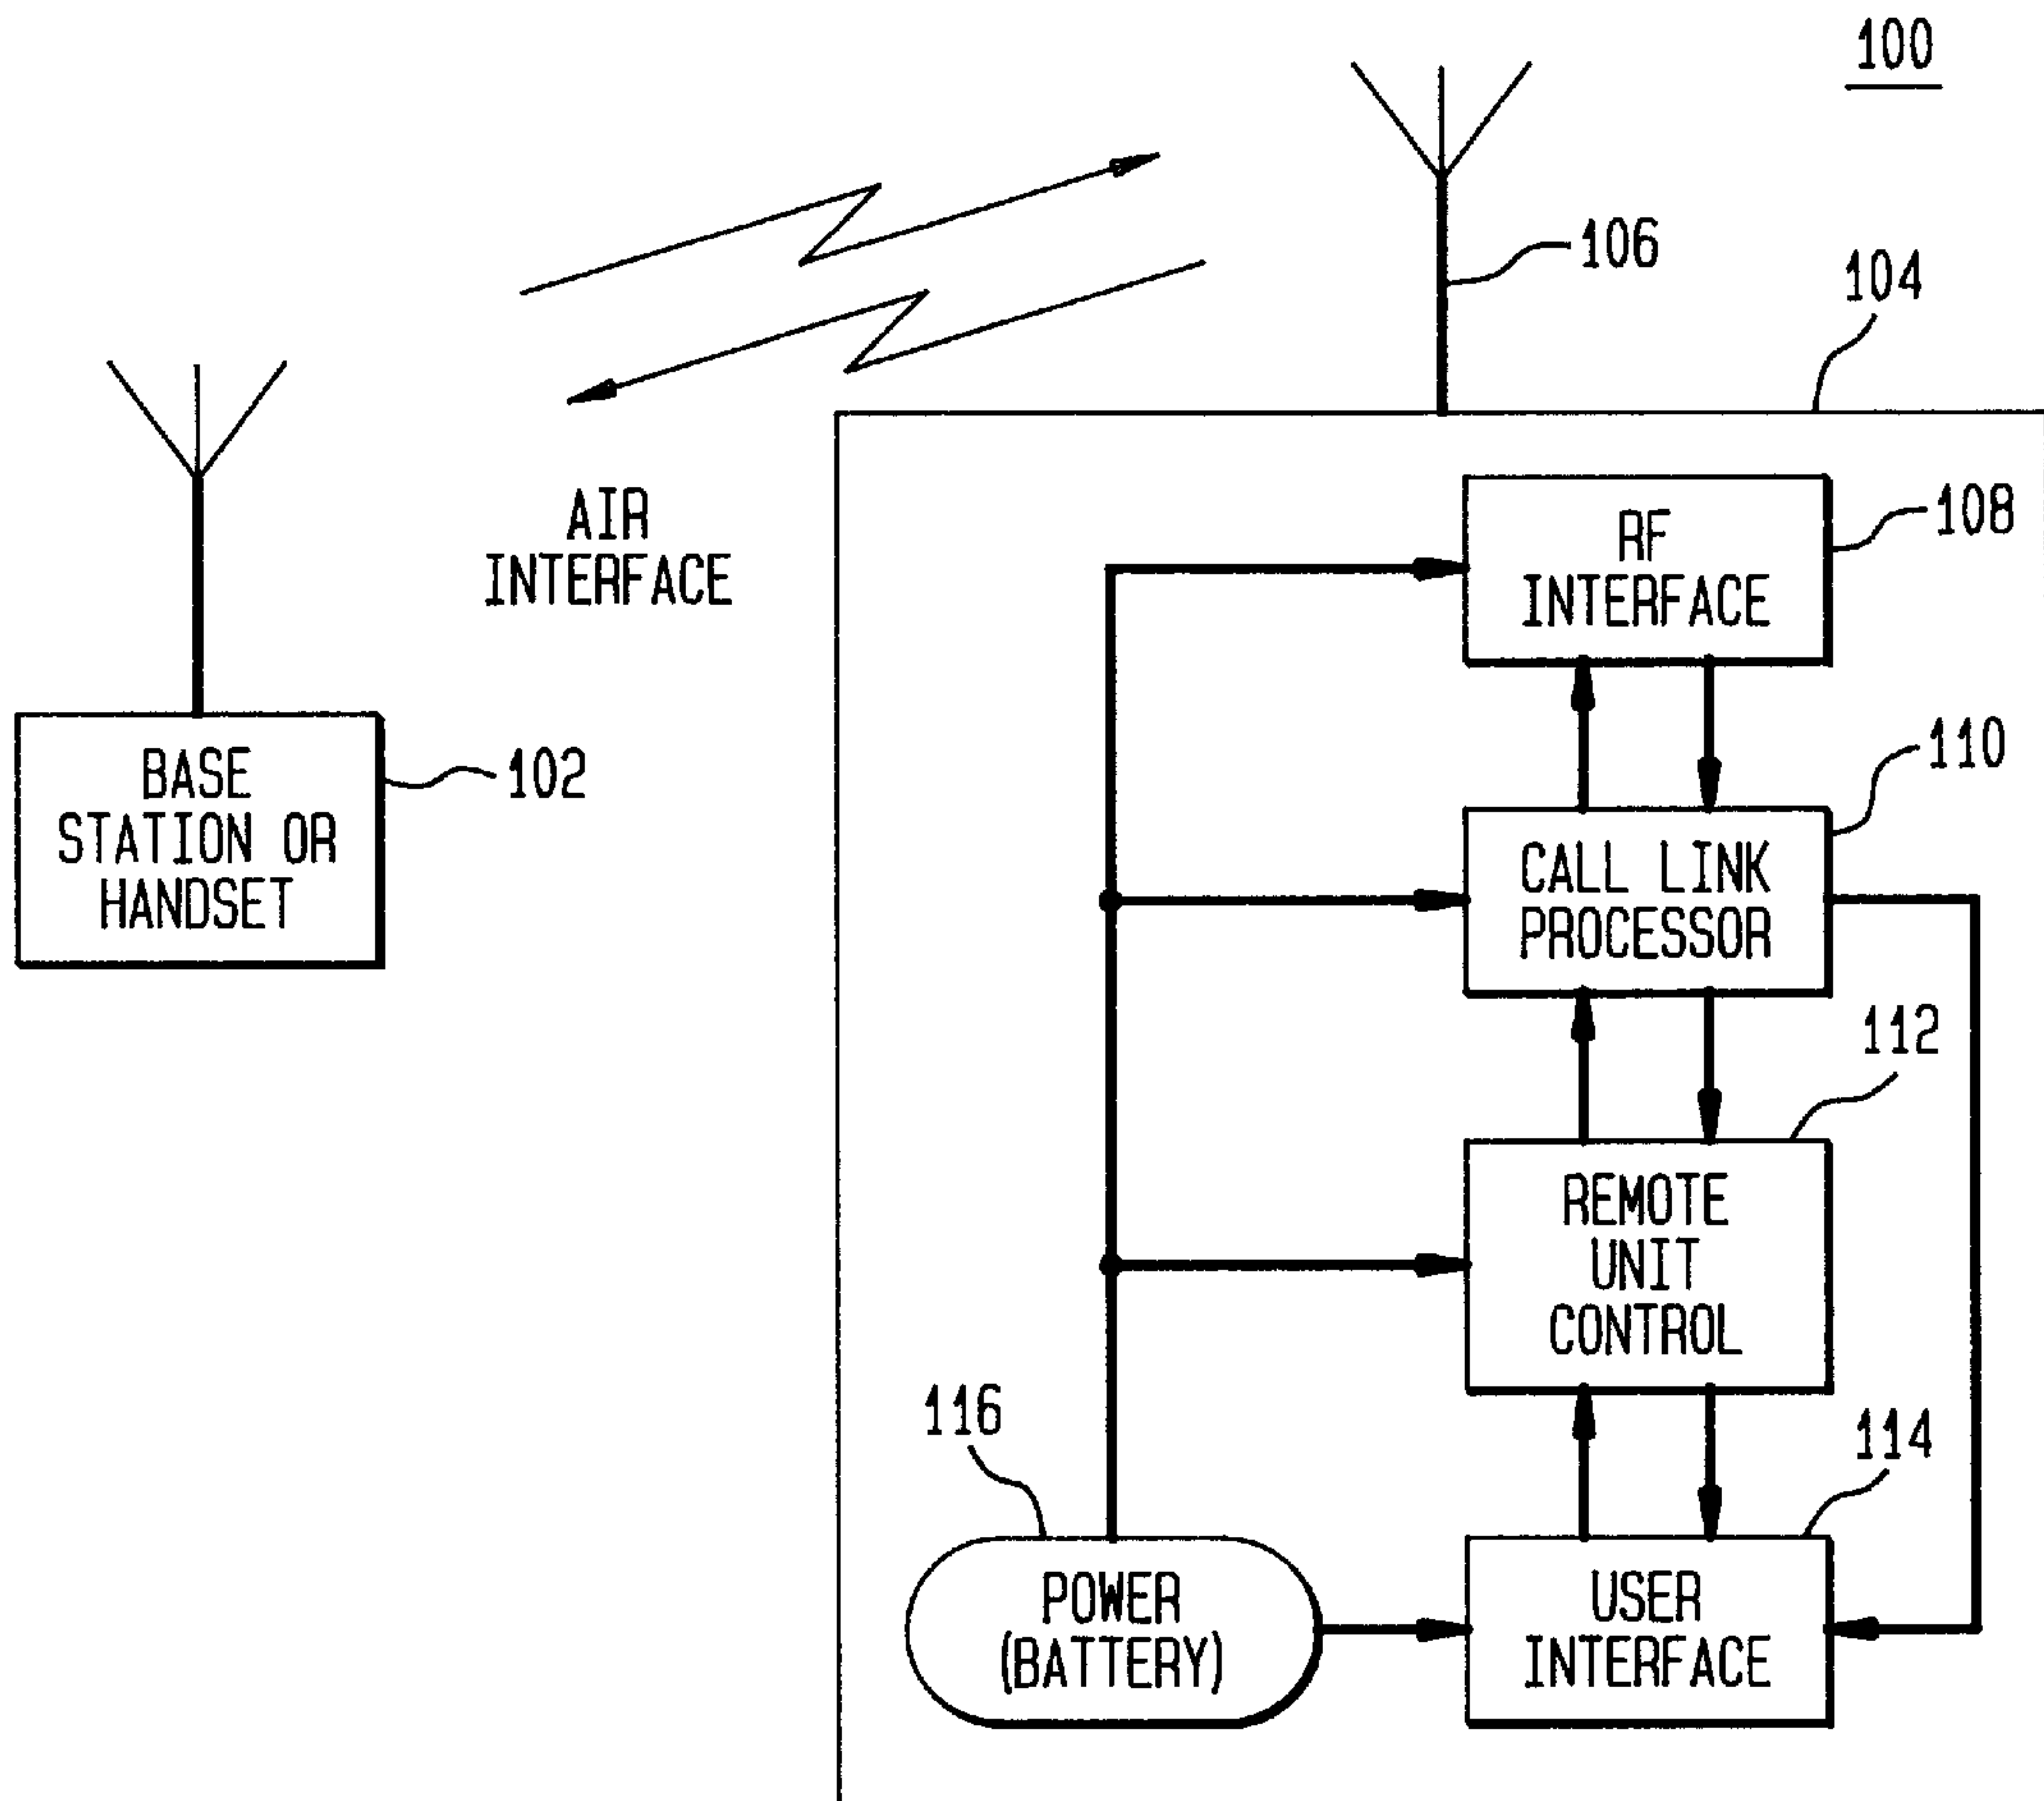 100
106
104
AIR
INTERFACE
RF
INTERFACE
108
BASE
STATION OR
HANDSET
102
CALL LINK
PROCESSOR
110
112
REMOTE
UNIT
CONTROL
116
114
POWER
(BATTERY)
USER
INTERFACE